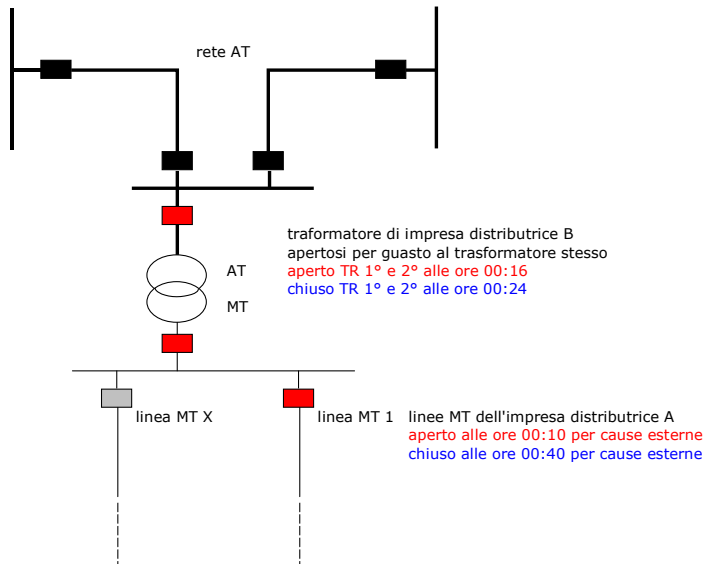 rete AT
traformatore di impresa distributrice B
apertosi per guasto al trasformatore stesso
aperto TR 1° e 2° alle ore 00:16
chiuso TR 1° e 2° alle ore 00:24
AT
MT
linea MT X
linea MT 1
linee MT dell'impresa distributrice A
aperto alle ore 00:10 per cause esterne
chiuso alle ore 00:40 per cause esterne